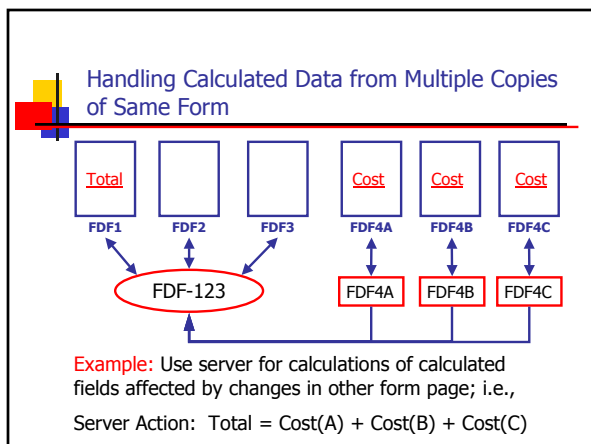 Handling Calculated Data from Multiple Copies
of Same Form
Total Cost Cost Cost
FDF1 FDF2 FDF3 FDF4A FDF4B FDF4C
FDF-123 FDF4A FDF4B FDF4C
Example: Use server for calculations of calculated
fields affected by changes in other form page; i.e.,
Server Action: Total = Cost(A) + Cost(B) + Cost(C)